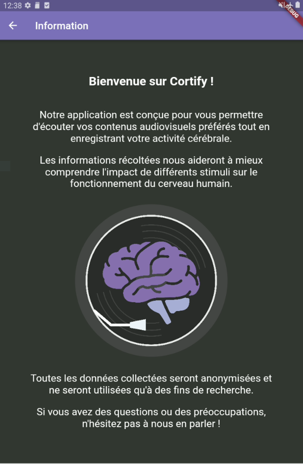 12:38
Information
Bienvenue sur Cortify !
Notre application est conçue pour vous permettre
d'écouter vos contenus audiovisuels préférés tout en
enregistrant votre activité cérébrale.
Les informations récoltées nous aideront à mieux
comprendre l'impact de différents stimuli sur le
fonctionnement du cerveau humain.
Toutes les données collectées seront anonymisées et
ne seront utilisées qu'à des fins de recherche.
Si vous avez des questions ou des préoccupations,
n'hésitez pas à nous en parler !